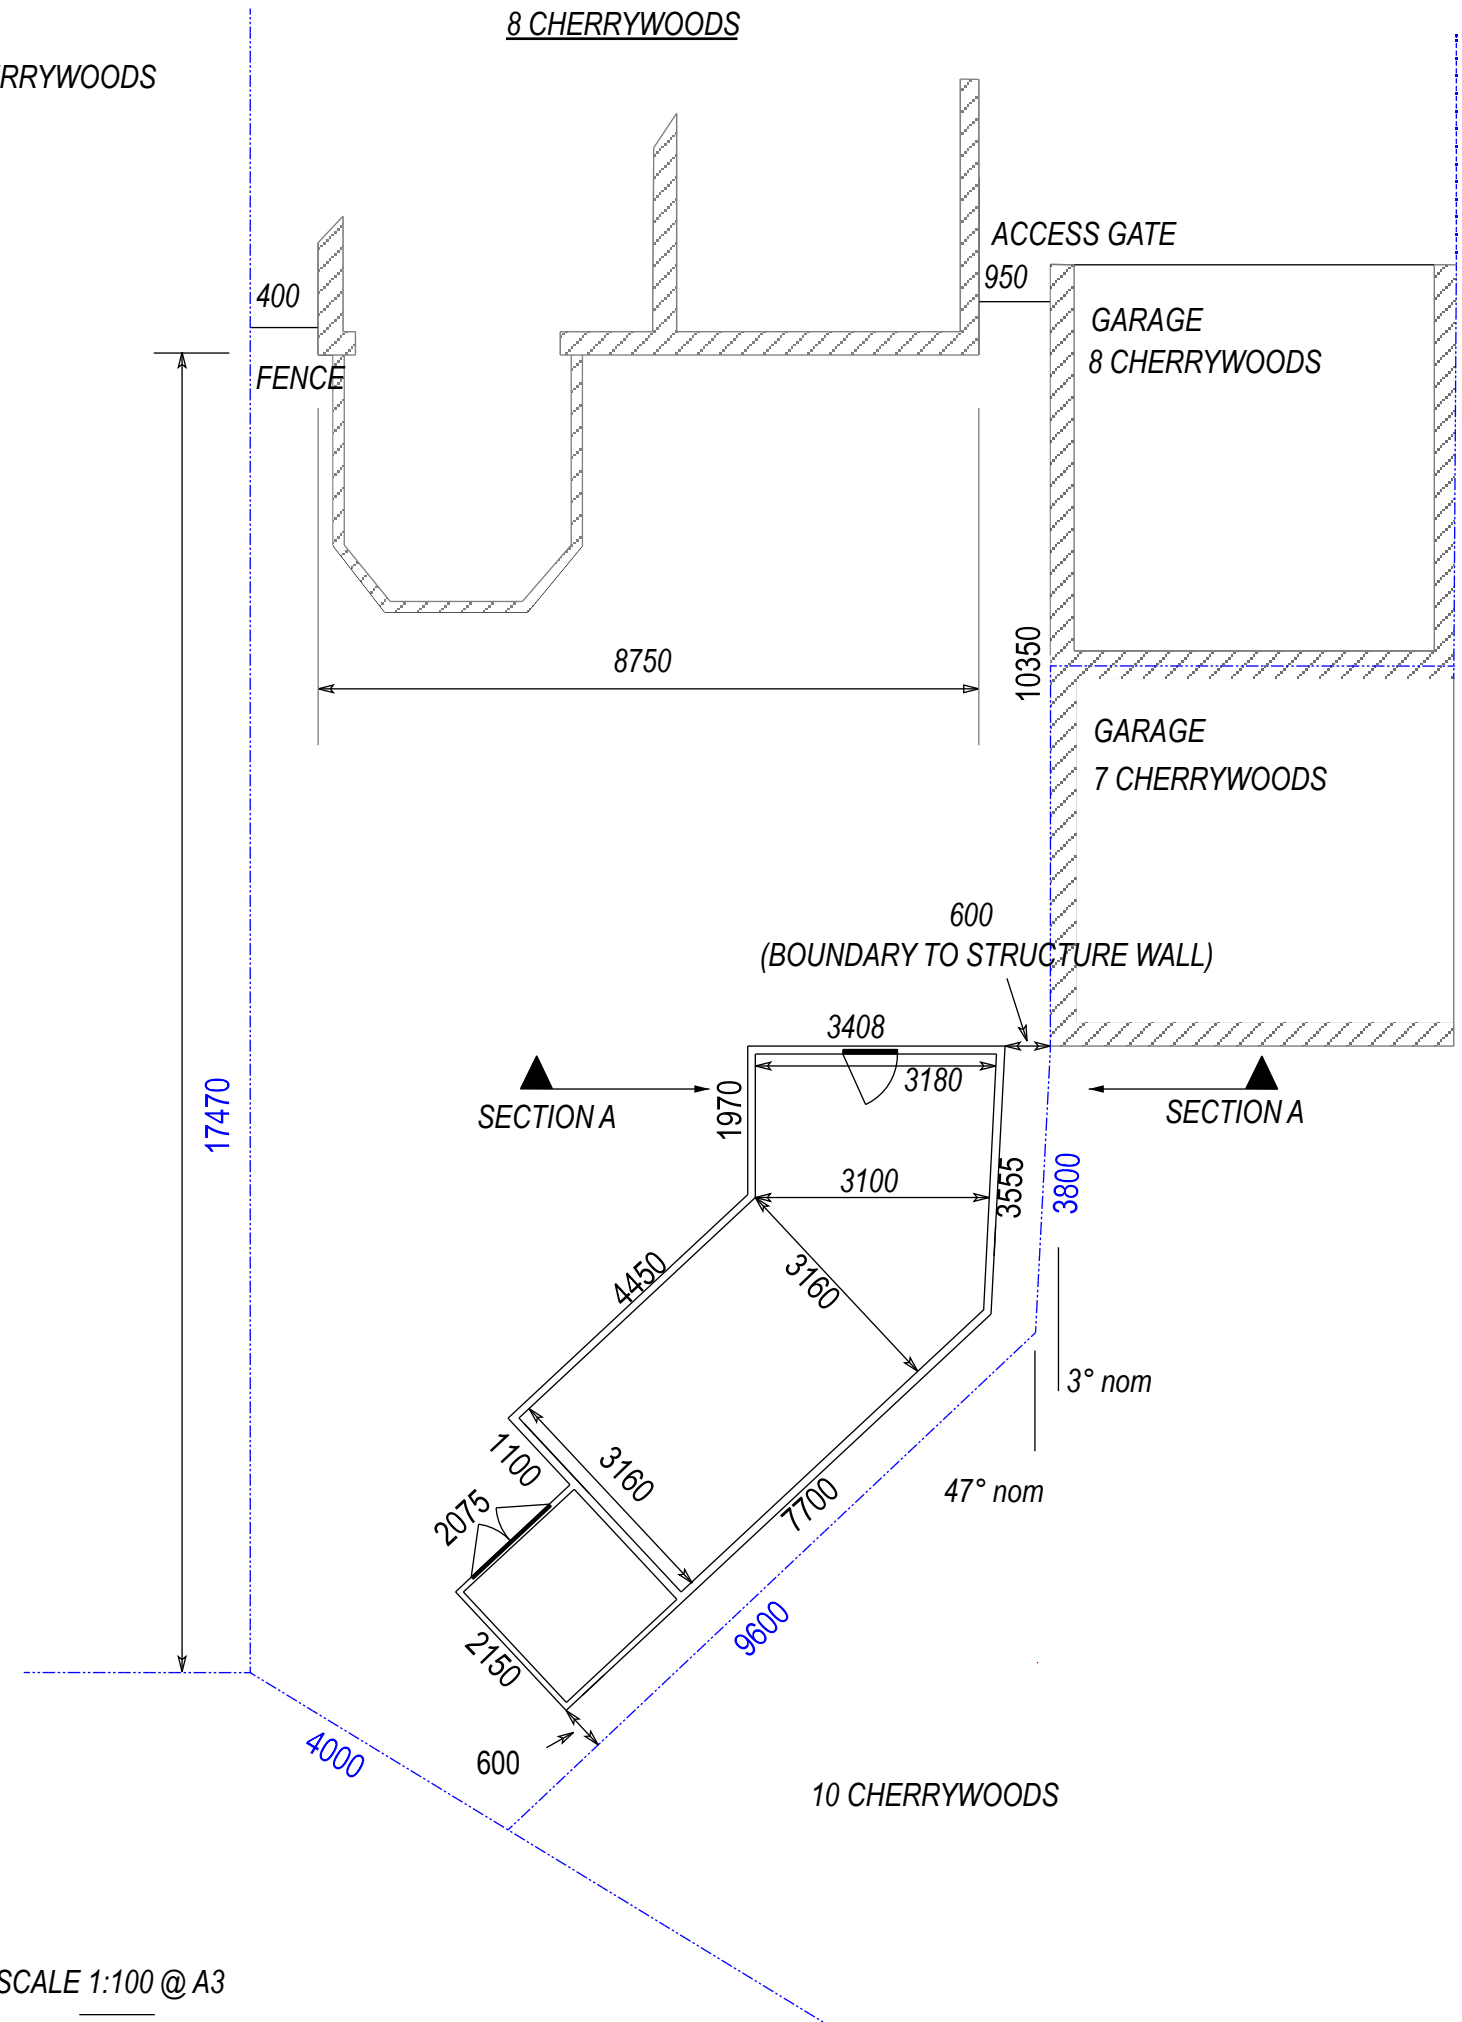 8 CHERRYWOODS
RRYWOODS
ACCESS GATE
950
400
GARAGE
8 CHERRYWOODS
FENCE
8750
10350
GARAGE
7 CHERRYWOODS
600
(BOUNDARY TO STRUCTURE WALL)
3408
3180
SECTION A
SECTION A
17470
1970
3100
3555
3800
4450
3160
3° nom
1100
3160
47° nom
7700
2075
9600
2150
4000
600
10 CHERRYWOODS
SCALE 1:100 @ A3